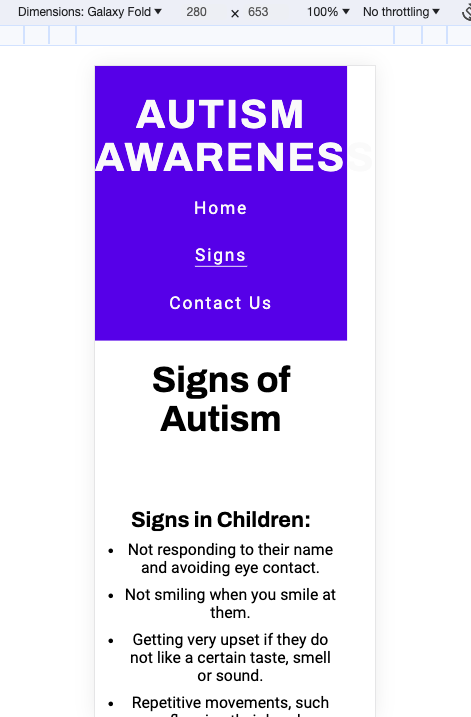 Dimensions: Galaxy Fold ▼ 280 × 653 100% ▼ No throttling ▼
AUTISM
AWARENESS
Home
Signs
Contact Us
Signs of
Autism
Signs in Children:
• Not responding to their name
and avoiding eye contact.
• Not smiling when you smile at
them.
• Getting very upset if they do
not like a certain taste, smell
or sound.
• Repetitive movements, such